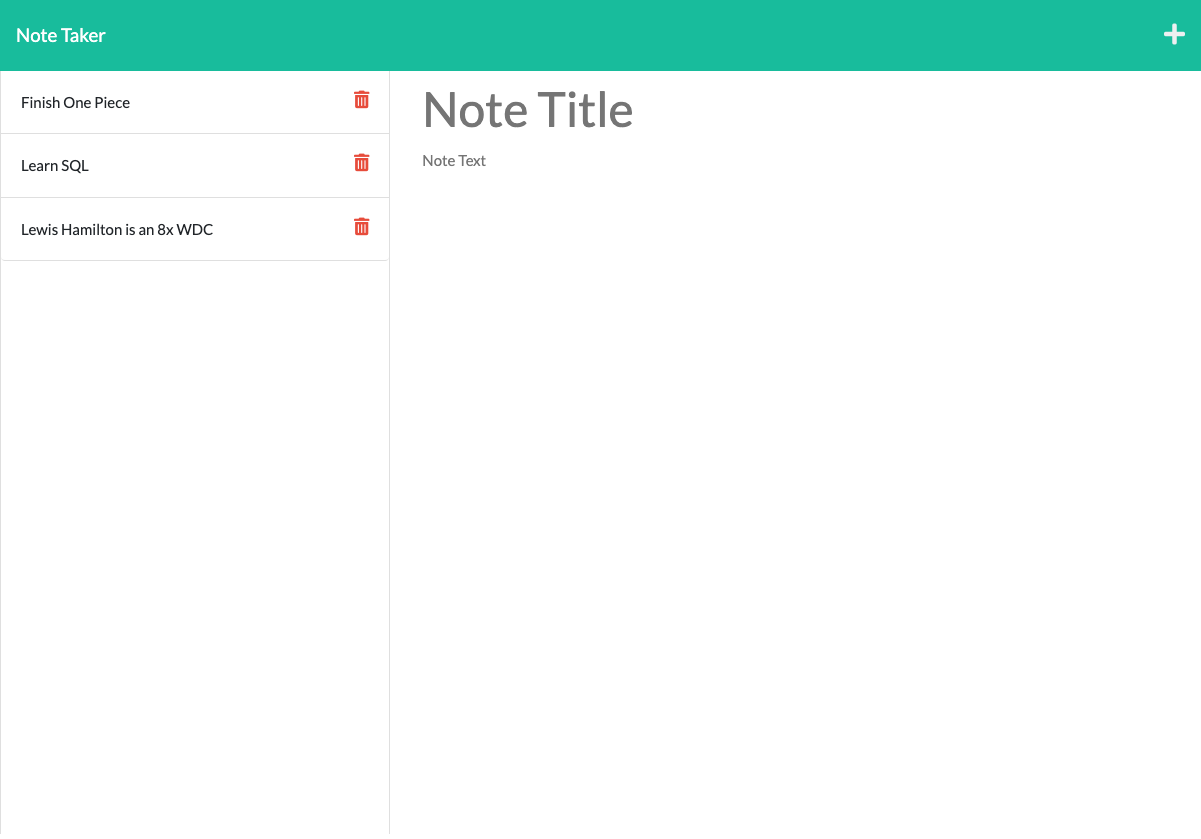 Note Taker
Finish One Piece
Learn SQL
Lewis Hamilton is an 8x WDC
Note Title
Note Text